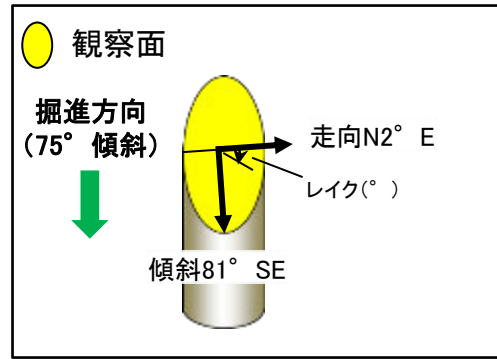 観察面
掘進方向
（75°傾斜）
走向N2°E
レイク(°)
傾斜81°SE